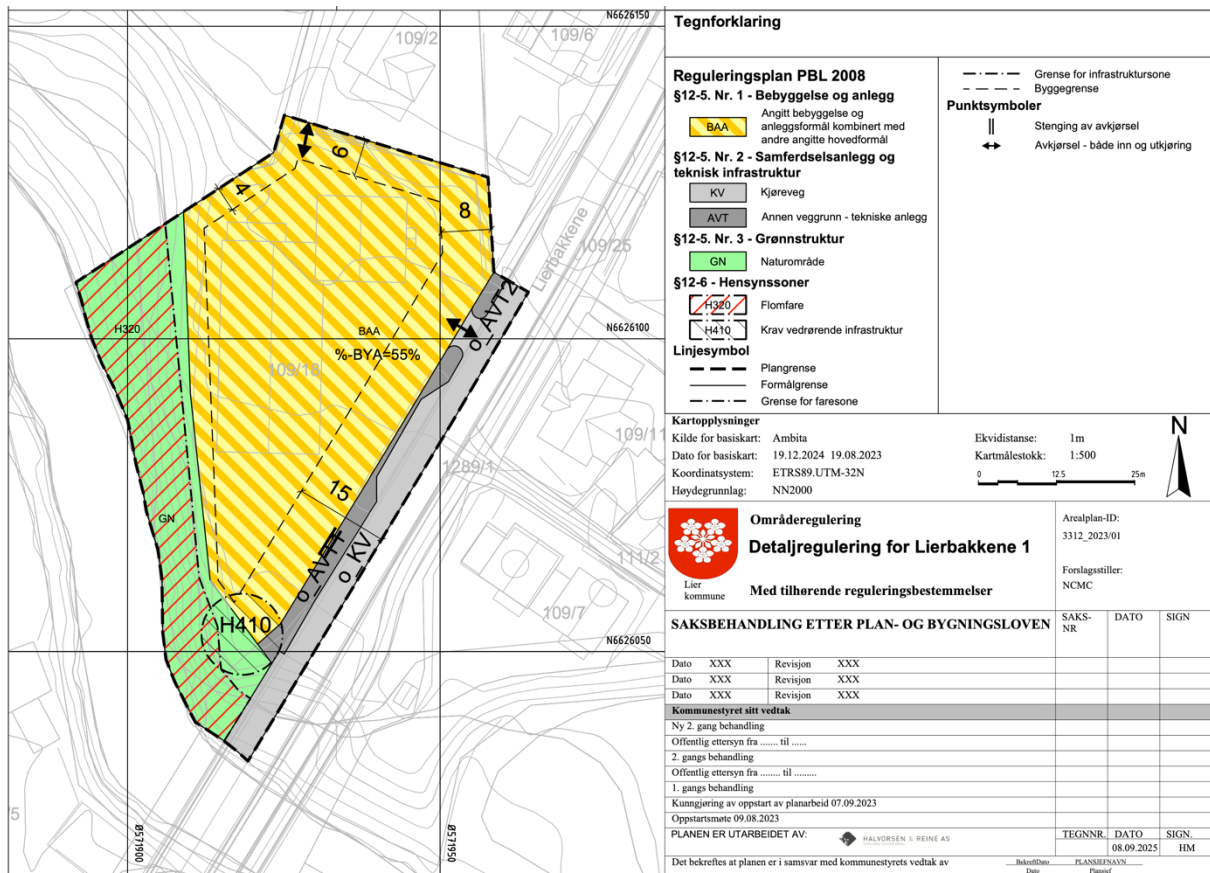 N6626150
109/2
109/6
6
4
8
Lierbakkene
109/25
o_AVT2
N6626100
H320
BAA
%-BYA=55%
109/18
109/11
1289/1
15
GN
o_KV
111/2
H410
109/7
N6626050
Ø571900
Ø571950
Tegnforklaring
Reguleringsplan PBL 2008
§12-5. Nr. 1 - Bebyggelse og anlegg
BAA
Angitt bebyggelse og
anleggsformål kombinert med
andre angitte hovedformål
§12-5. Nr. 2 - Samferdselsanlegg og
teknisk infrastruktur
KV Kjøreveg
AVT Annen veggrunn - tekniske anlegg
§12-5. Nr. 3 - Grønnstruktur
GN Naturområde
§12-6 - Hensynssoner
H320 Flomfare
H410 Krav vedrørende infrastruktur
Linjesymbol
Plangrense
Formålgrense
Grense for faresone
Grense for infrastruktursone
Byggegrense
Punktsymboler
Stenging av avkjørsel
Avkjørsel - både inn og utkjøring
Kartopplysninger
Kilde for basiskart: Ambita
Dato for basiskart: 19.12.2024 19.08.2023
Koordinatsystem: ETRS89.UTM-32N
Høydegrunnlag: NN2000
Ekvidistanse: 1m
Kartmålestokk: 1:500
0 12.5 25m
N
Lier
kommune
Områderegulering
Detaljregulering for Lierbakkene 1
Med tilhørende reguleringsbestemmelser
Arealplan-ID:
3312_2023/01
Forslagsstiller:
NCMC
SAKSBEHANDLING ETTER PLAN- OG BYGNINGSLOVEN
SAKS-
NR
DATO
SIGN
Dato XXX Revisjon XXX
Dato XXX Revisjon XXX
Dato XXX Revisjon XXX
Kommunestyret sitt vedtak
Ny 2. gang behandling
Offentlig ettersyn fra ....... til ......
2. gangs behandling
Offentlig ettersyn fra ........ til .........
1. gangs behandling
Kunngjøring av oppstart av planarbeid 07.09.2023
Oppstartsmøte 09.08.2023
PLANEN ER UTARBEIDET AV: HALVORSEN & REINE AS
TEGNNR. DATO SIGN.
08.09.2025 HM
Det bekreftes at planen er i samsvar med kommunestyrets vedtak av
BekreftDato PLANSJEFNAVN
Dato Plansjef